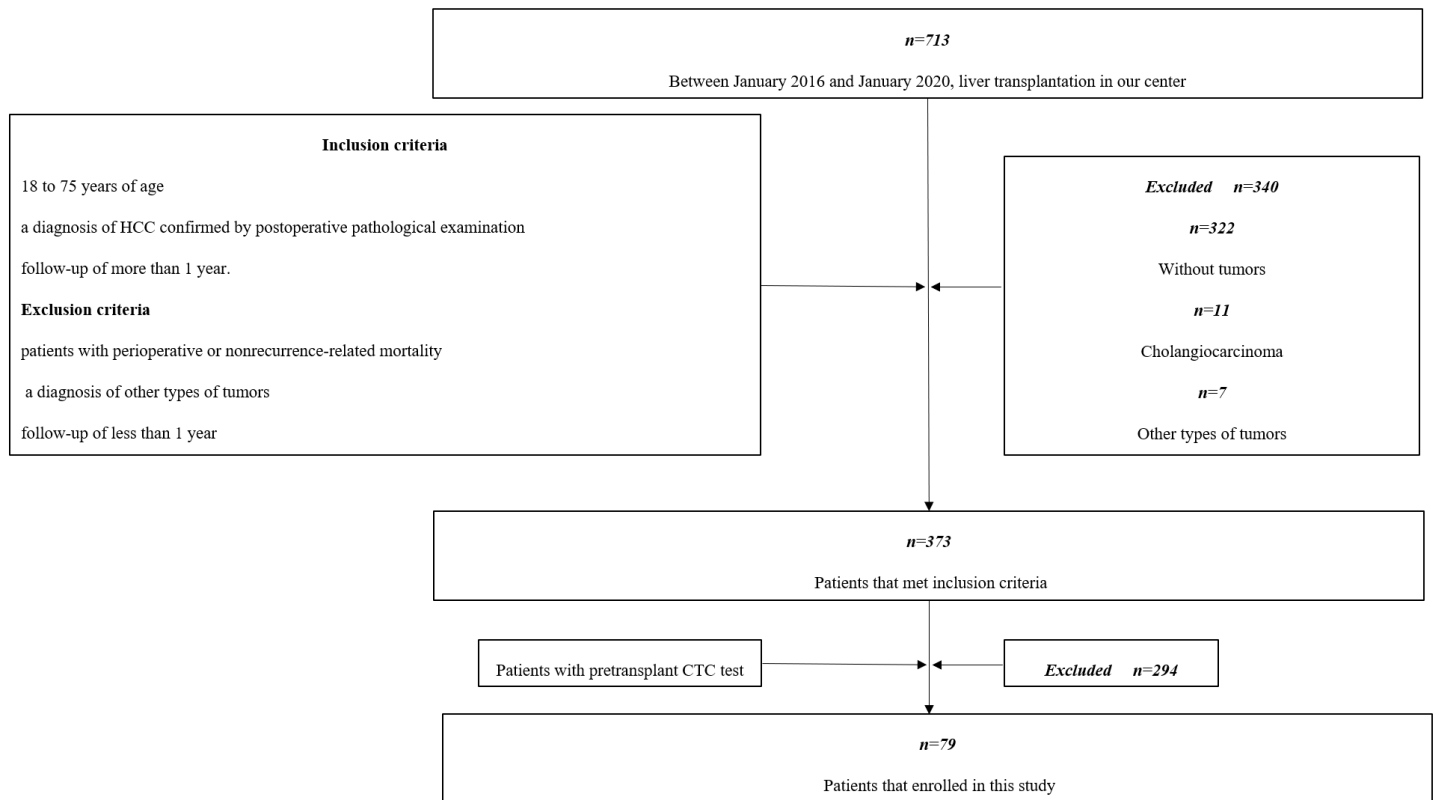 n=713
Between January 2016 and January 2020, liver transplantation in our center
Inclusion criteria
18 to 75 years of age
a diagnosis of HCC confirmed by postoperative pathological examination
follow-up of more than 1 year.
Exclusion criteria
patients with perioperative or nonrecurrence-related mortality
a diagnosis of other types of tumors
follow-up of less than 1 year
Excluded n=340
n=322
Without tumors
n=11
Cholangiocarcinoma
n=7
Other types of tumors
n=373
Patients that met inclusion criteria
Patients with pretransplant CTC test
Excluded n=294
n=79
Patients that enrolled in this study